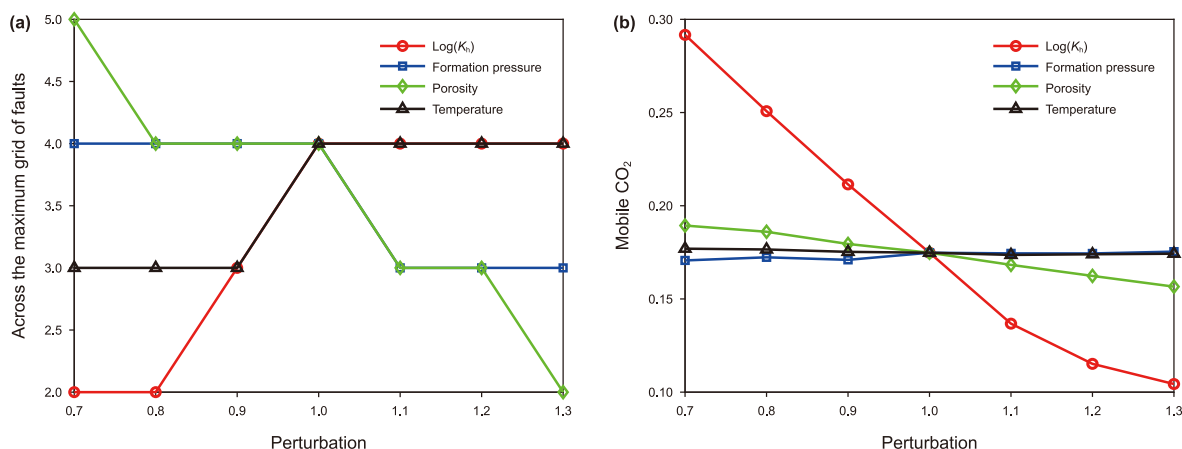 (a)
Across the maximum grid of faults
5.0
4.5
4.0
3.5
3.0
2.5
2.0
0.7 0.8 0.9 1.0 1.1 1.2 1.3
Perturbation
Log(Kₕ)
Formation pressure
Porosity
Temperature
(b)
Mobile CO₂
0.30
0.25
0.20
0.15
0.10
0.7 0.8 0.9 1.0 1.1 1.2 1.3
Perturbation
Log(Kₕ)
Formation pressure
Porosity
Temperature